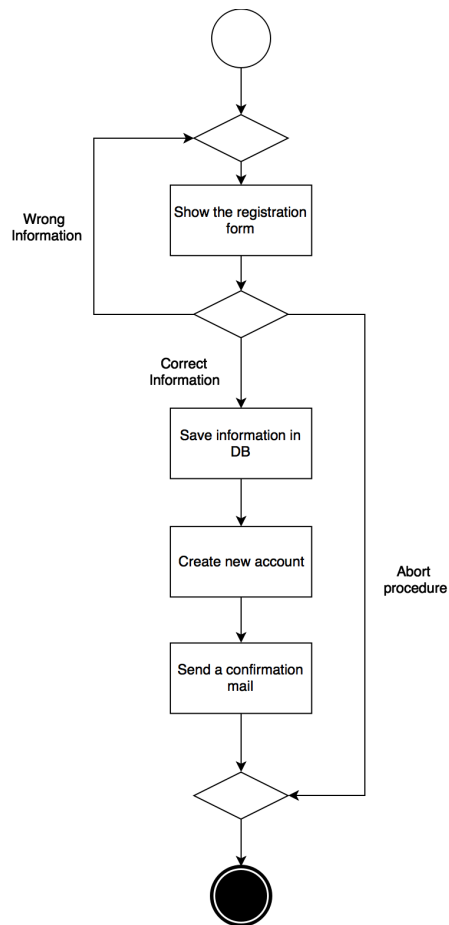 Show the registration
form
Wrong
Information
Correct
Information
Save information in
DB
Create new account
Abort
procedure
Send a confirmation
mail